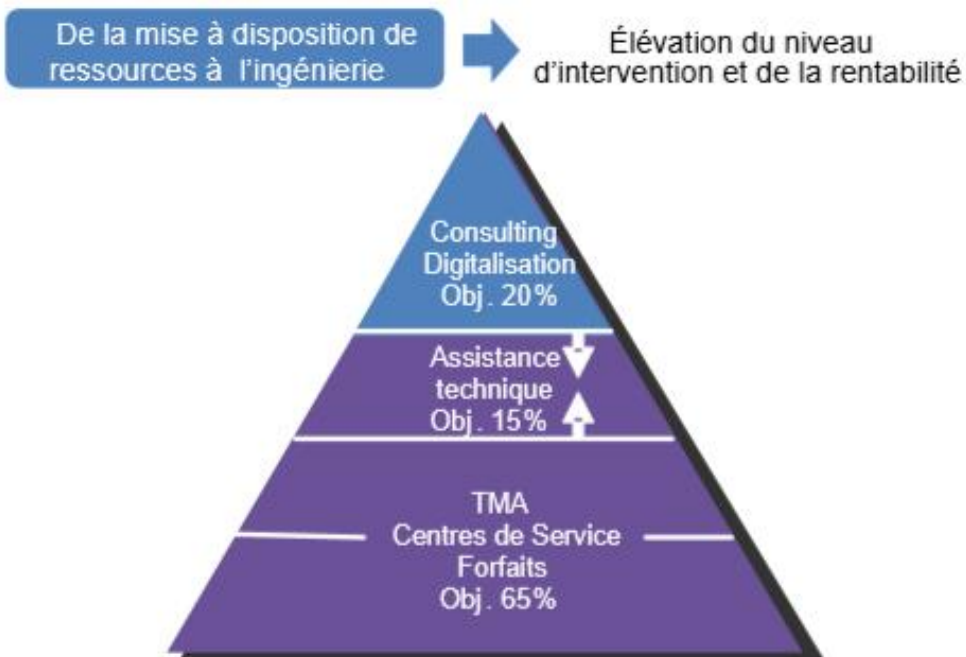 De la mise à disposition de
ressources à l'ingénierie
Élévation du niveau
d'intervention et de la rentabilité
Consulting
Digitalisation
Obj. 20%
Assistance
technique
Obj. 15%
TMA
Centres de Service
Forfaits
Obj. 65%